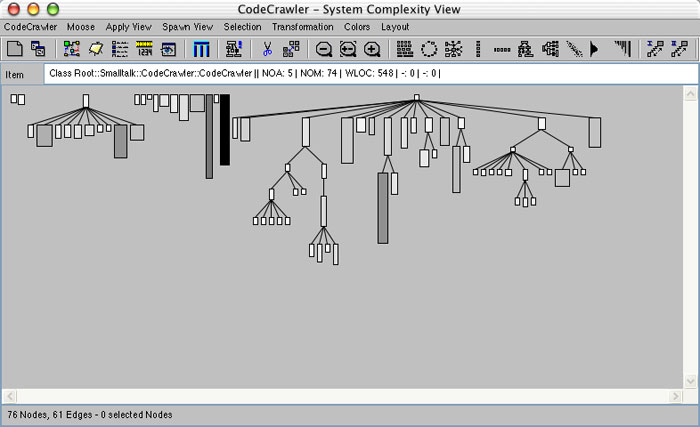 CodeCrawler – System Complexity View
CodeCrawler Moose Apply View Spawn View Selection Transformation Colors Layout
1234
Item Class Root::Smalltalk::CodeCrawler::CodeCrawler || NOA: 5 | NOM: 74 | WLOC: 548 | -: 0 | -: 0 |
76 Nodes, 61 Edges - 0 selected Nodes